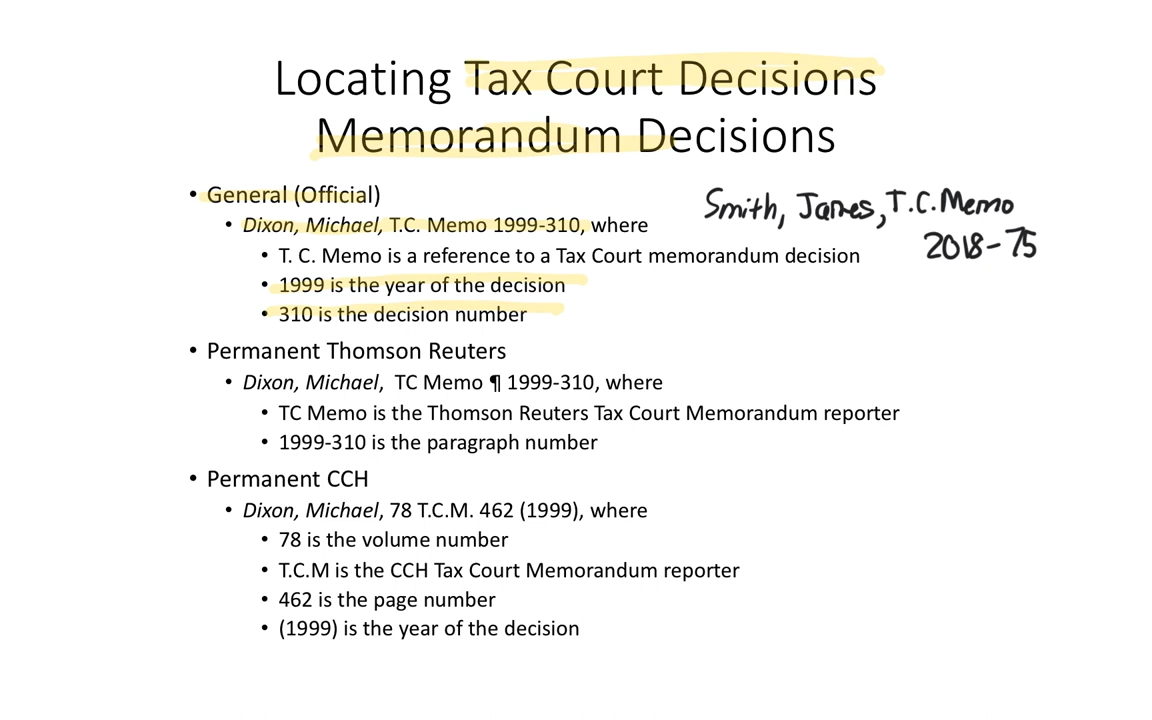 Locating Tax Court Decisions
Memorandum Decisions
• General (Official)
• Dixon, Michael, T.C. Memo 1999-310, where
• T. C. Memo is a reference to a Tax Court memorandum decision
• 1999 is the year of the decision
• 310 is the decision number
Smith, James, T.C. Memo
2018-75
• Permanent Thomson Reuters
• Dixon, Michael, TC Memo ¶ 1999-310, where
• TC Memo is the Thomson Reuters Tax Court Memorandum reporter
• 1999-310 is the paragraph number
• Permanent CCH
• Dixon, Michael, 78 T.C.M. 462 (1999), where
• 78 is the volume number
• T.C.M is the CCH Tax Court Memorandum reporter
• 462 is the page number
• (1999) is the year of the decision